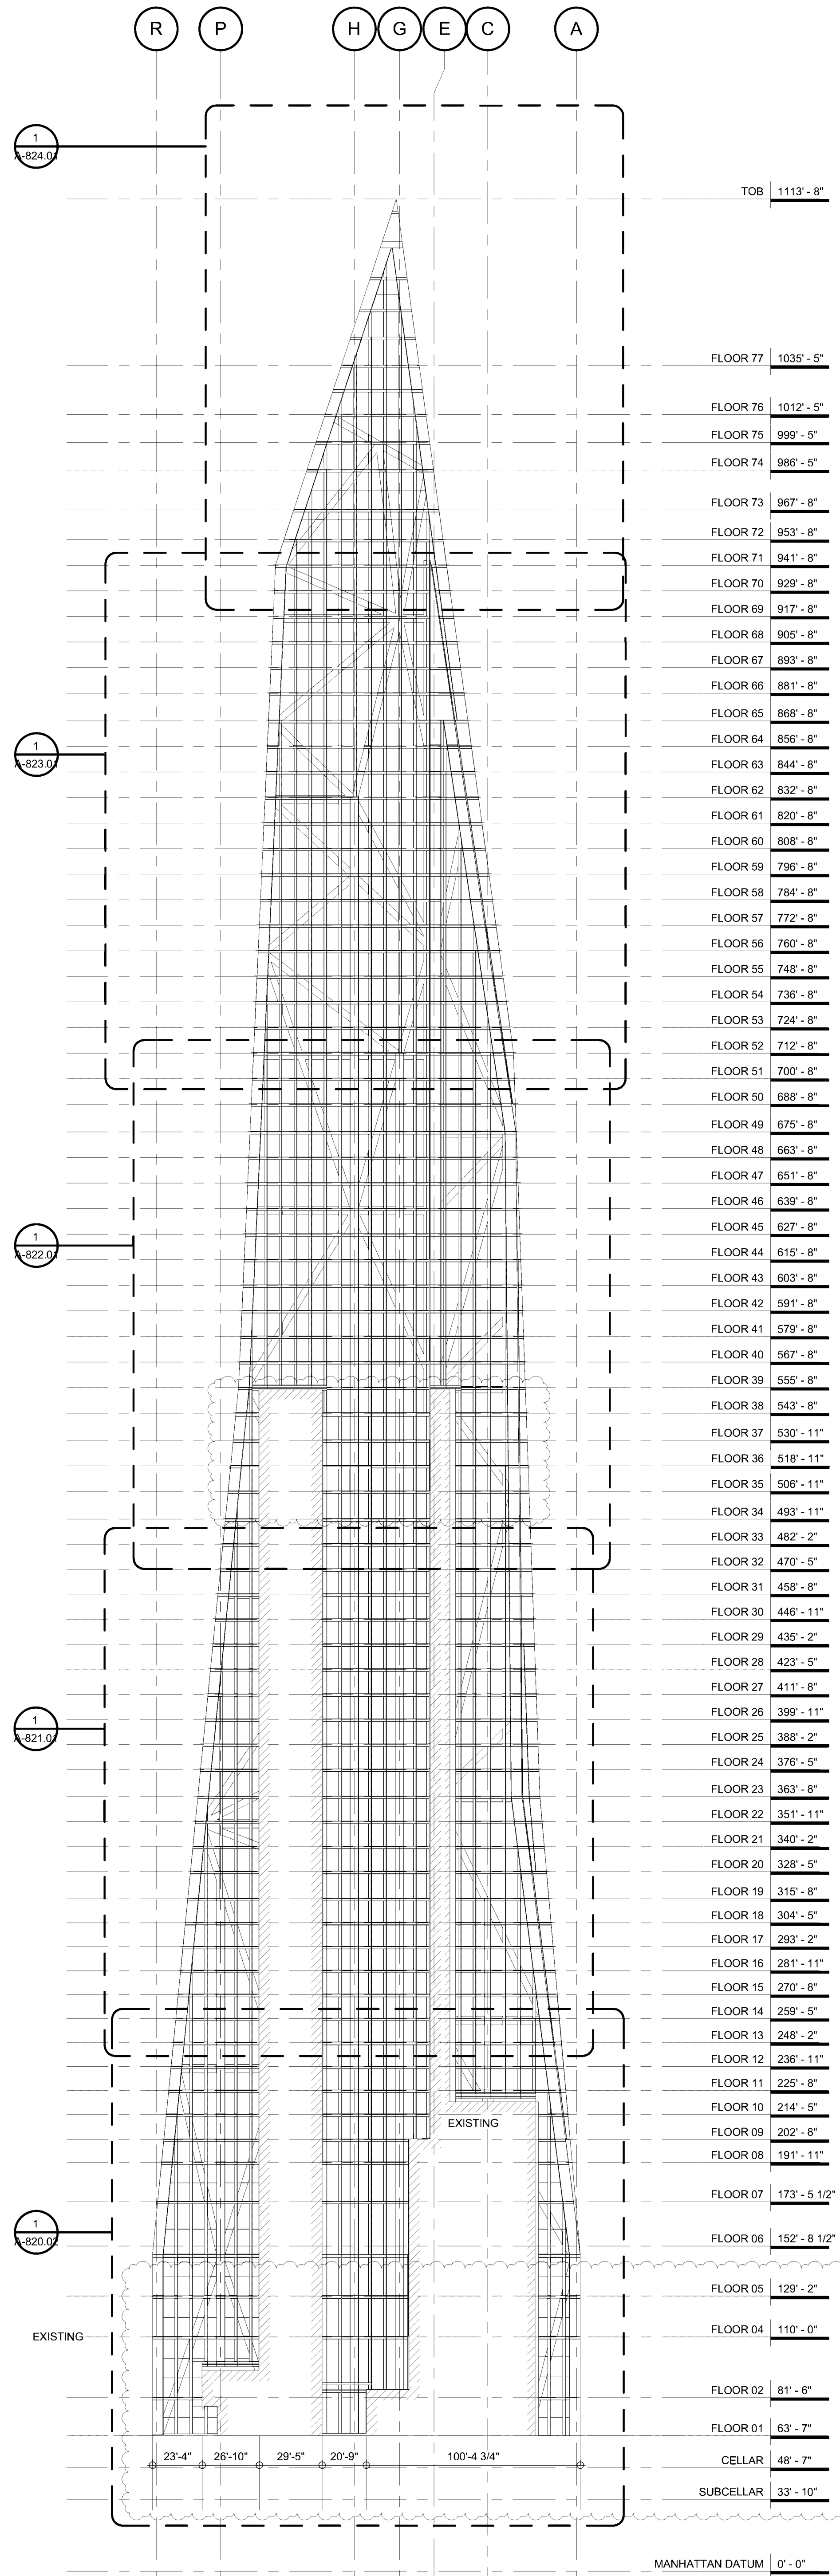 R P H G E C A
1
A-824.01
TOB 1113' - 8"
FLOOR 77 1035' - 5"
FLOOR 76 1012' - 5"
FLOOR 75 999' - 5"
FLOOR 74 986' - 5"
FLOOR 73 967' - 8"
FLOOR 72 953' - 8"
FLOOR 71 941' - 8"
FLOOR 70 929' - 8"
FLOOR 69 917' - 8"
FLOOR 68 905' - 8"
FLOOR 67 893' - 8"
FLOOR 66 881' - 8"
FLOOR 65 868' - 8"
FLOOR 64 856' - 8"
1
A-823.01
FLOOR 63 844' - 8"
FLOOR 62 832' - 8"
FLOOR 61 820' - 8"
FLOOR 60 808' - 8"
FLOOR 59 796' - 8"
FLOOR 58 784' - 8"
FLOOR 57 772' - 8"
FLOOR 56 760' - 8"
FLOOR 55 748' - 8"
FLOOR 54 736' - 8"
FLOOR 53 724' - 8"
FLOOR 52 712' - 8"
FLOOR 51 700' - 8"
FLOOR 50 688' - 8"
FLOOR 49 675' - 8"
FLOOR 48 663' - 8"
FLOOR 47 651' - 8"
FLOOR 46 639' - 8"
FLOOR 45 627' - 8"
1
A-822.01
FLOOR 44 615' - 8"
FLOOR 43 603' - 8"
FLOOR 42 591' - 8"
FLOOR 41 579' - 8"
FLOOR 40 567' - 8"
FLOOR 39 555' - 8"
FLOOR 38 543' - 8"
FLOOR 37 530' - 11"
FLOOR 36 518' - 11"
FLOOR 35 506' - 11"
FLOOR 34 493' - 11"
FLOOR 33 482' - 2"
FLOOR 32 470' - 5"
FLOOR 31 458' - 8"
FLOOR 30 446' - 11"
FLOOR 29 435' - 2"
FLOOR 28 423' - 5"
FLOOR 27 411' - 8"
FLOOR 26 399' - 11"
1
A-821.01
FLOOR 25 388' - 2"
FLOOR 24 376' - 5"
FLOOR 23 363' - 8"
FLOOR 22 351' - 11"
FLOOR 21 340' - 2"
FLOOR 20 328' - 5"
FLOOR 19 315' - 8"
FLOOR 18 304' - 5"
FLOOR 17 293' - 2"
FLOOR 16 281' - 11"
FLOOR 15 270' - 8"
FLOOR 14 259' - 5"
FLOOR 13 248' - 2"
FLOOR 12 236' - 11"
FLOOR 11 225' - 8"
FLOOR 10 214' - 5"
EXISTING
FLOOR 09 202' - 8"
FLOOR 08 191' - 11"
FLOOR 07 173' - 5 1/2"
1
A-820.02
FLOOR 06 152' - 8 1/2"
FLOOR 05 129' - 2"
FLOOR 04 110' - 0"
EXISTING
FLOOR 02 81' - 6"
FLOOR 01 63' - 7"
23'-4" 26'-10" 29'-5" 20'-9" 100'-4 3/4"
CELLAR 48' - 7"
SUBCELLAR 33' - 10"
MANHATTAN DATUM 0' - 0"